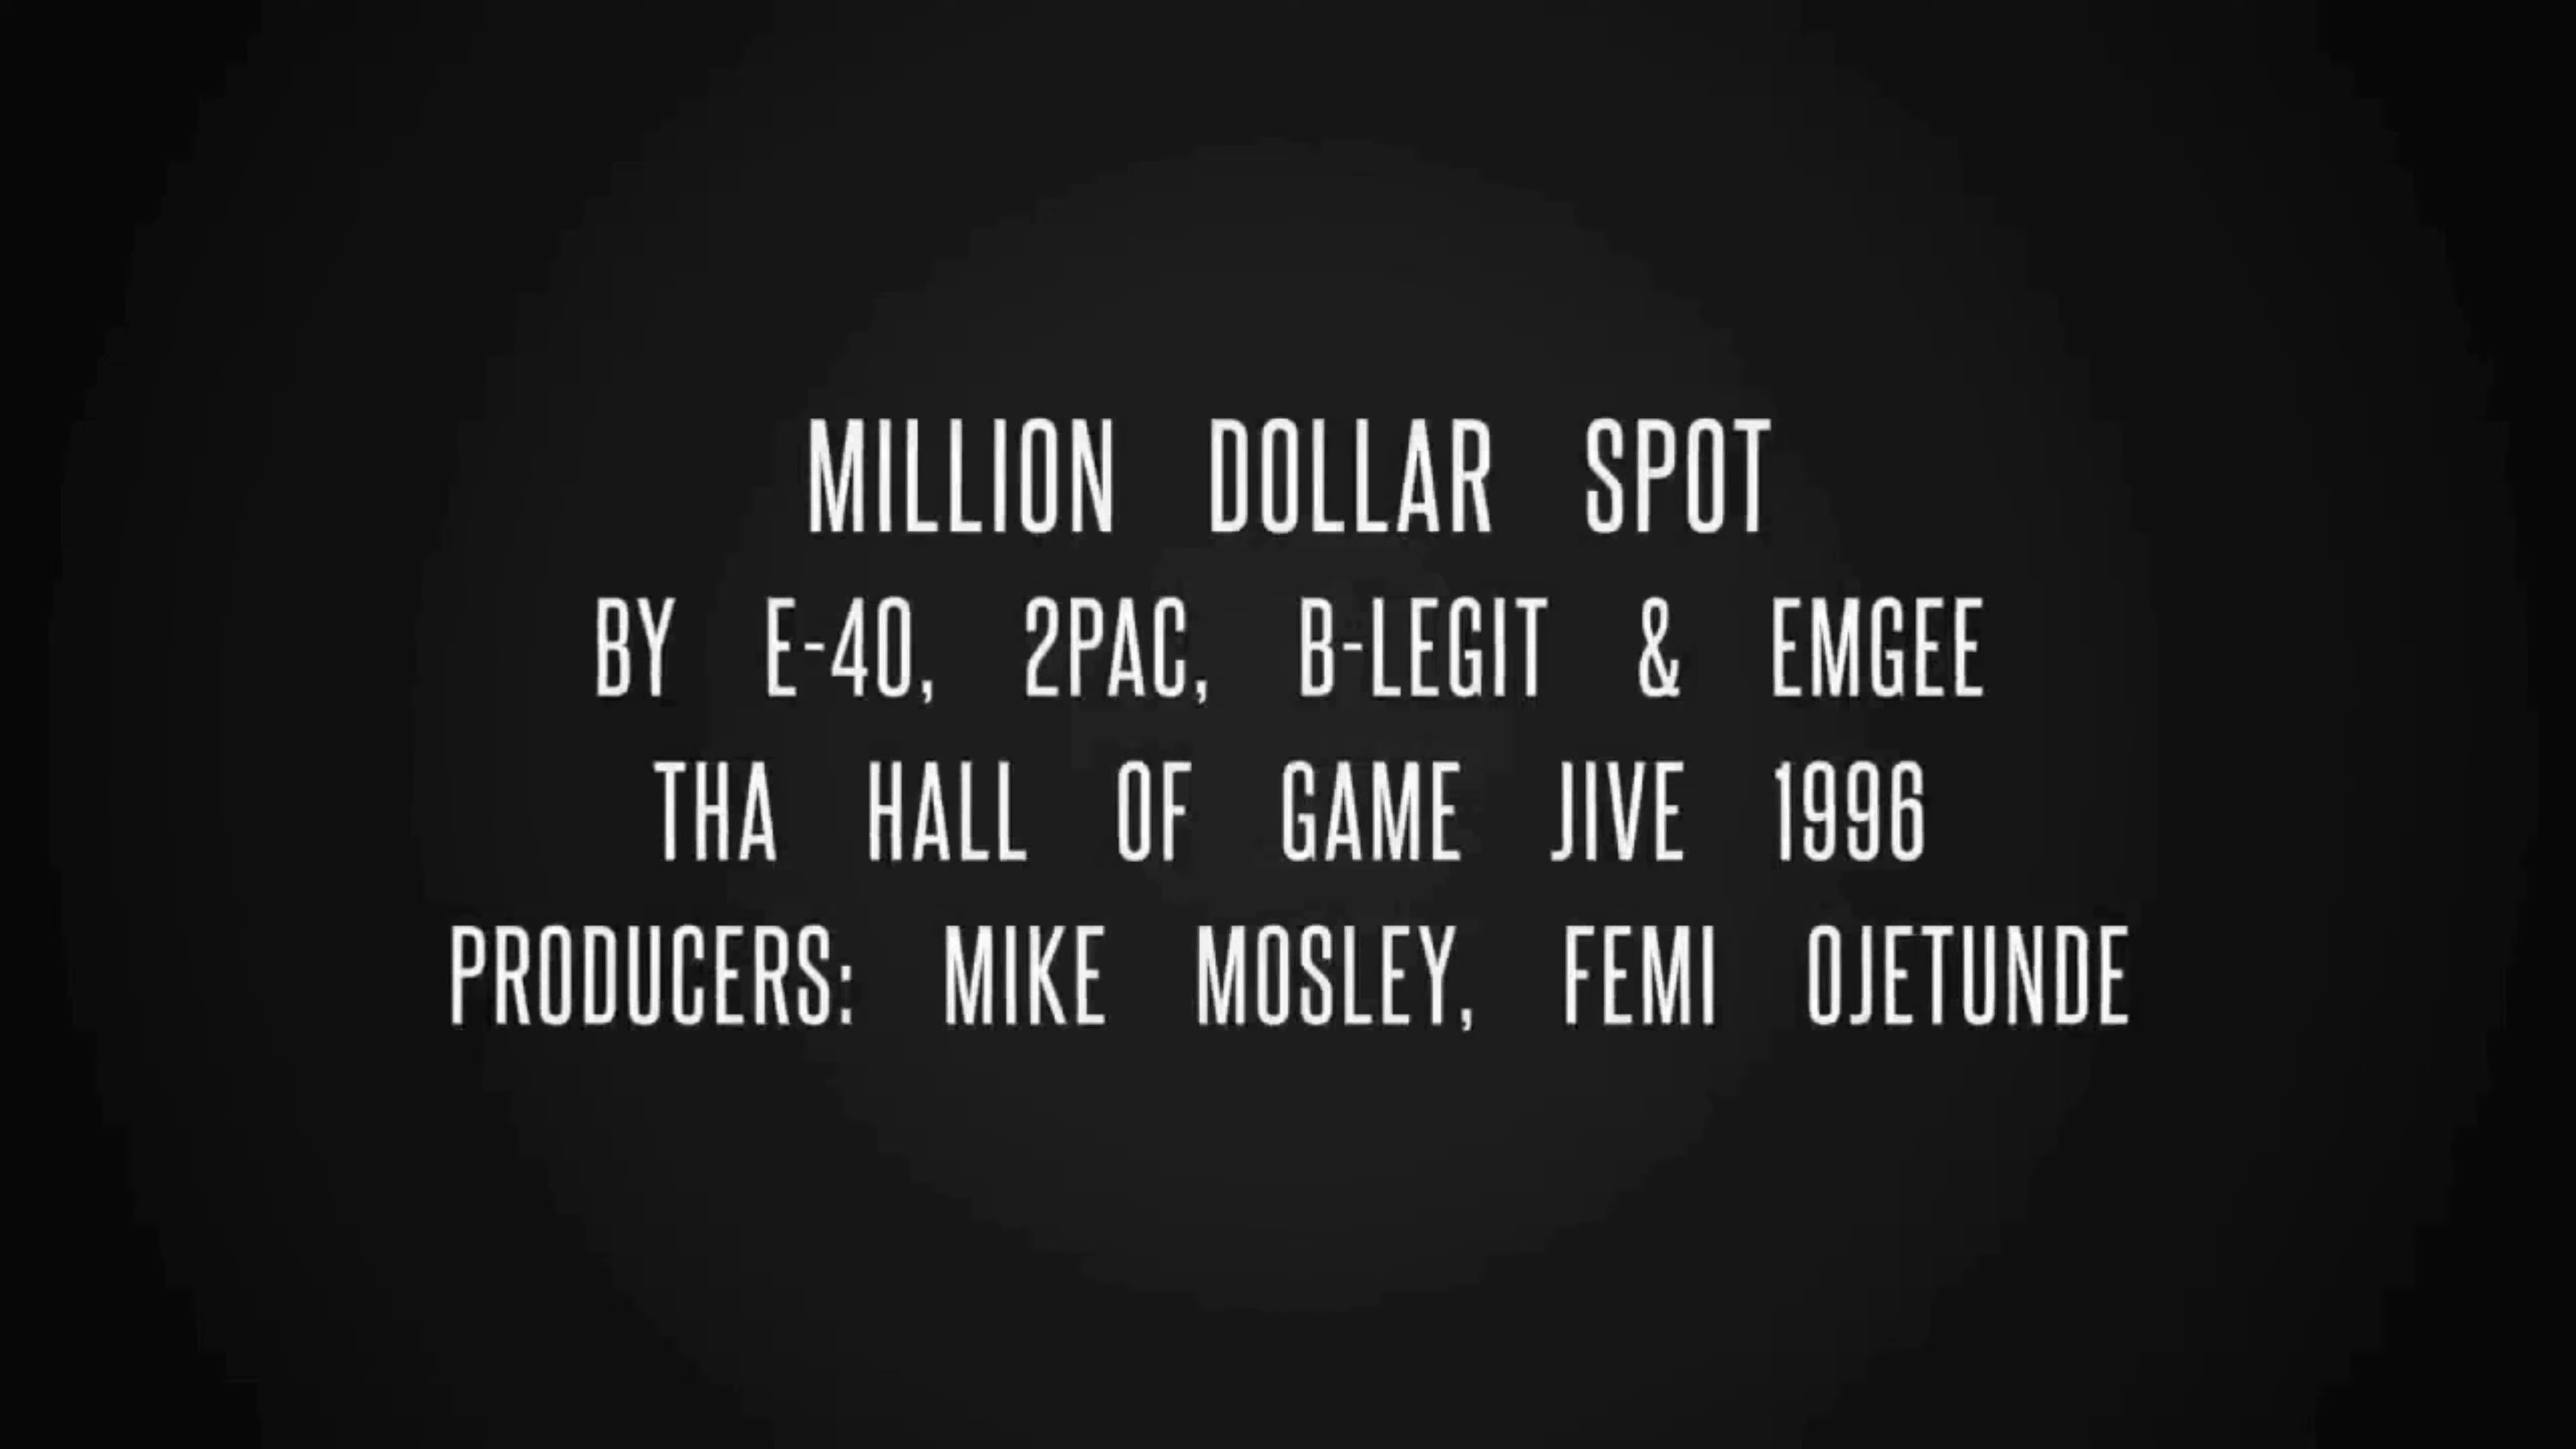 MILLION DOLLAR SPOT
BY E-40, 2PAC, B-LEGIT & EMGEE
THA HALL OF GAME JIVE 1996
PRODUCERS: MIKE MOSLEY, FEMI OJETUNDE